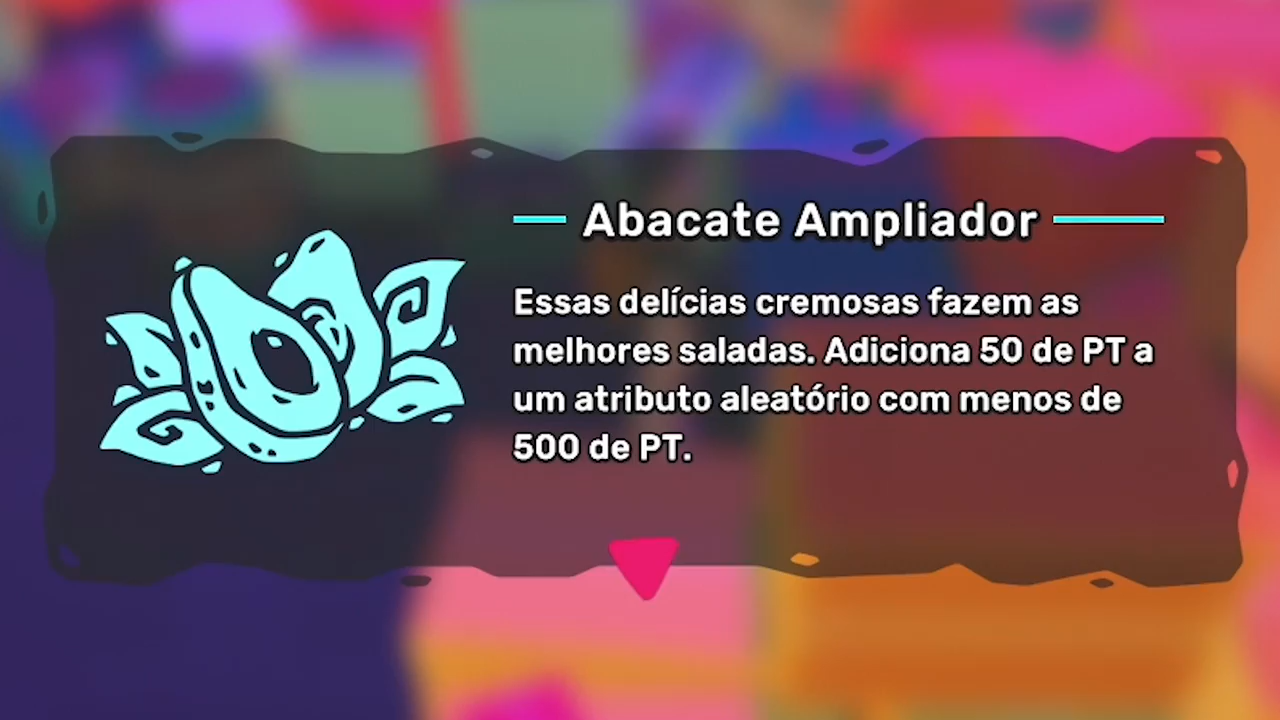 Abacate Ampliador
Essas delícias cremosas fazem as
melhores saladas. Adiciona 50 de PT a
um atributo aleatório com menos de
500 de PT.